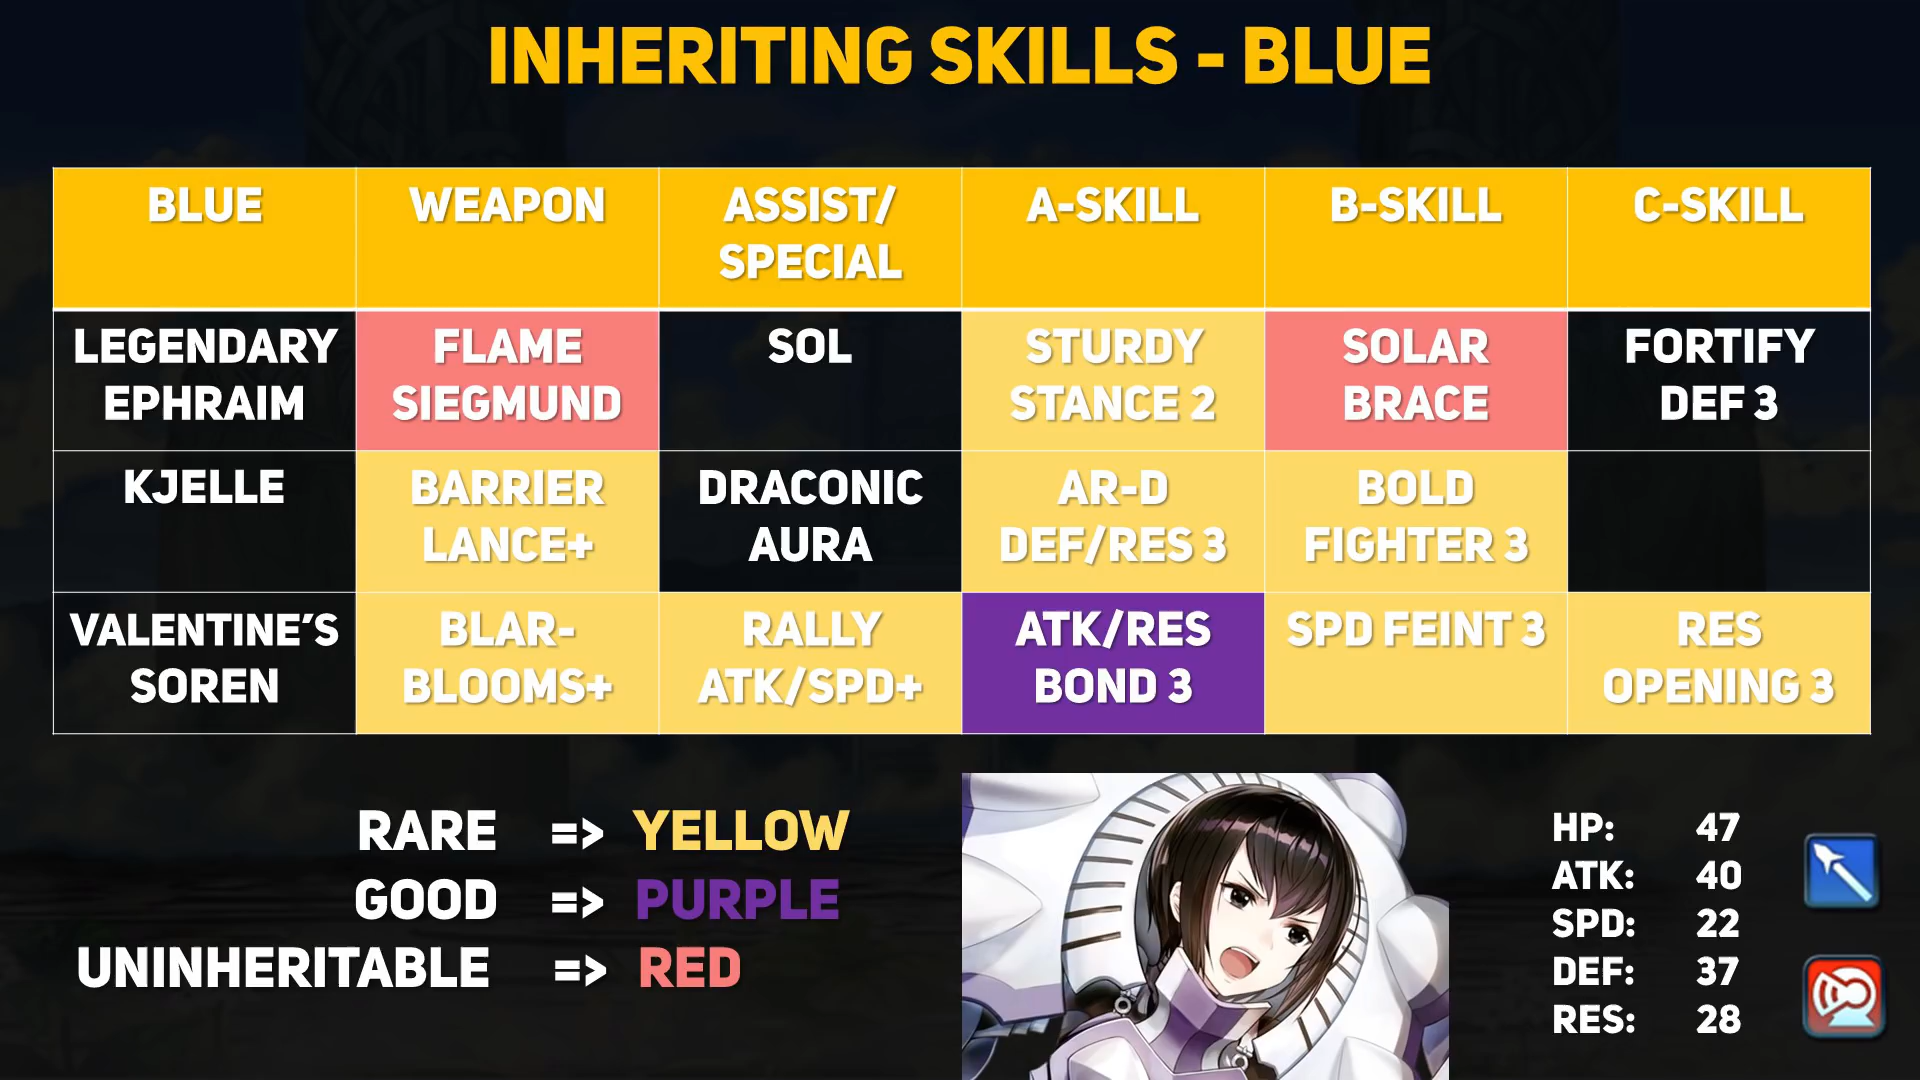 INHERITING SKILLS - BLUE
BLUE
WEAPON
ASSIST/
SPECIAL
A-SKILL
B-SKILL
C-SKILL
LEGENDARY
EPHRAIM
FLAME
SIEGMUND
SOL
STURDY
STANCE 2
SOLAR
BRACE
FORTIFY
DEF 3
KJELLE
BARRIER
LANCE+
DRACONIC
AURA
AR-D
DEF/RES 3
BOLD
FIGHTER 3
VALENTINE'S
SOREN
BLAR-
BLOOMS+
RALLY
ATK/SPD+
ATK/RES
BOND 3
SPD FEINT 3
RES
OPENING 3
RARE => YELLOW
GOOD => PURPLE
UNINHERITABLE => RED
HP: 47
ATK: 40
SPD: 22
DEF: 37
RES: 28